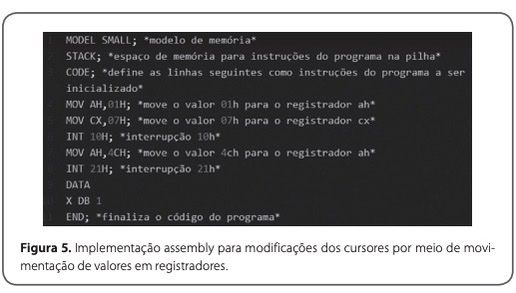 MODEL SMALL; *modelo de memória*
STACK; *espaço de memória para instruções do programa na pilha*
CODE; *define as linhas seguintes como instruções do programa a ser
inicializado*
MOV AH,01H; *move o valor 01h para o registrador ah*
MOV CX,07H; *move o valor 07h para o registrador cx*
INT 10H; *interrupção 10h*
MOV AH,4CH; *move o valor 4ch para o registrador ah*
INT 21H; *interrupção 21h*
DATA
X DB 1
END; *finaliza o código do programa*
Figura 5. Implementação assembly para modificações dos cursores por meio de movi-
mentação de valores em registradores.